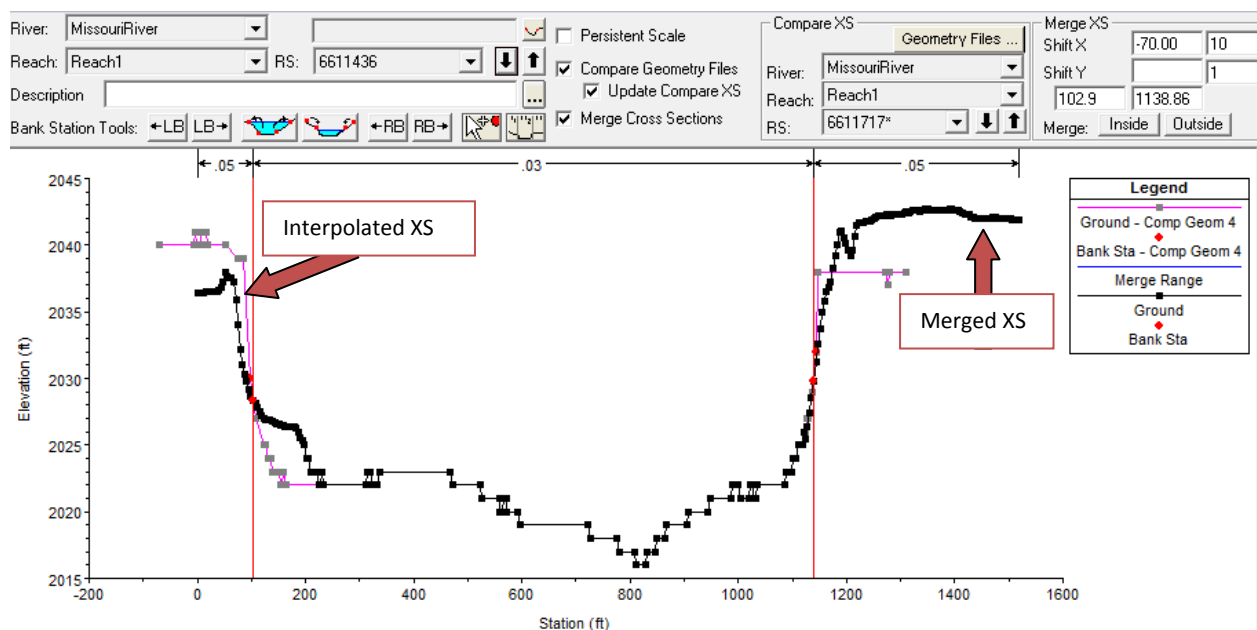 River: MissouriRiver
Reach: Reach1 RS: 6611436
Description ...
Bank Station Tools: +LB LB+ +RB RB+
Persistent Scale
Compare Geometry Files
Update Compare XS
Merge Cross Sections
Compare XS
Geometry Files ...
River: MissouriRiver
Reach: Reach1
RS: 6611717*
Merge XS
Shift X -70.00 10
Shift Y 1
102.9 1138.86
Merge: Inside Outside
.05 .03 .05
2045
2040
2035
2030
2025
2020
2015
Elevation (ft)
-200 0 200 400 600 800 1000 1200 1400 1600
Station (ft)
Interpolated XS
Merged XS
Legend
Ground - Comp Geom 4
Bank Sta - Comp Geom 4
Merge Range
Ground
Bank Sta